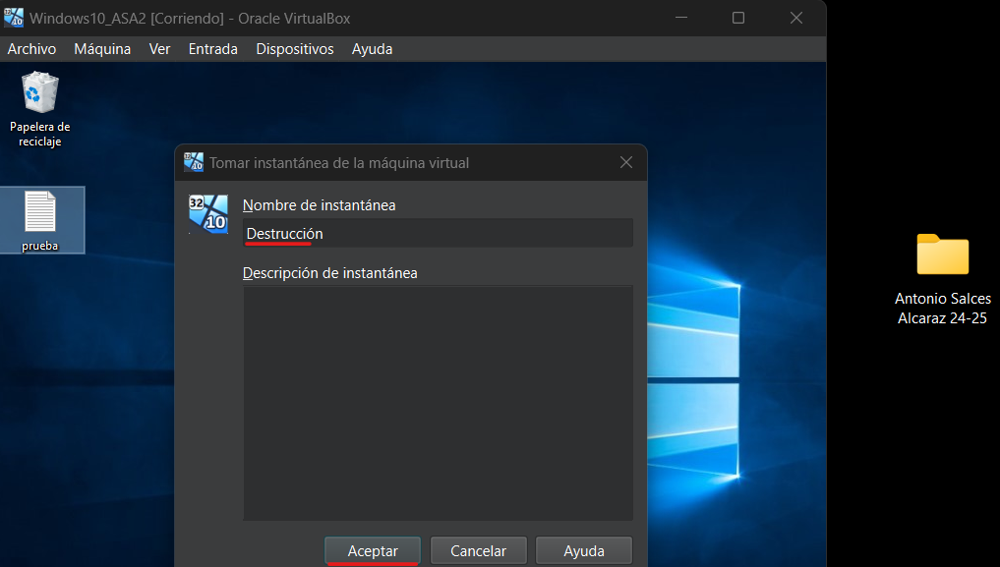 Windows10_ASA2 [Corriendo] - Oracle VirtualBox
Archivo Máquina Ver Entrada Dispositivos Ayuda
Papelera de
reciclaje
prueba
Tomar instantánea de la máquina virtual
32
10
Nombre de instantánea
Destrucción
Descripción de instantánea
Aceptar Cancelar Ayuda
Antonio Salces
Alcaraz 24-25